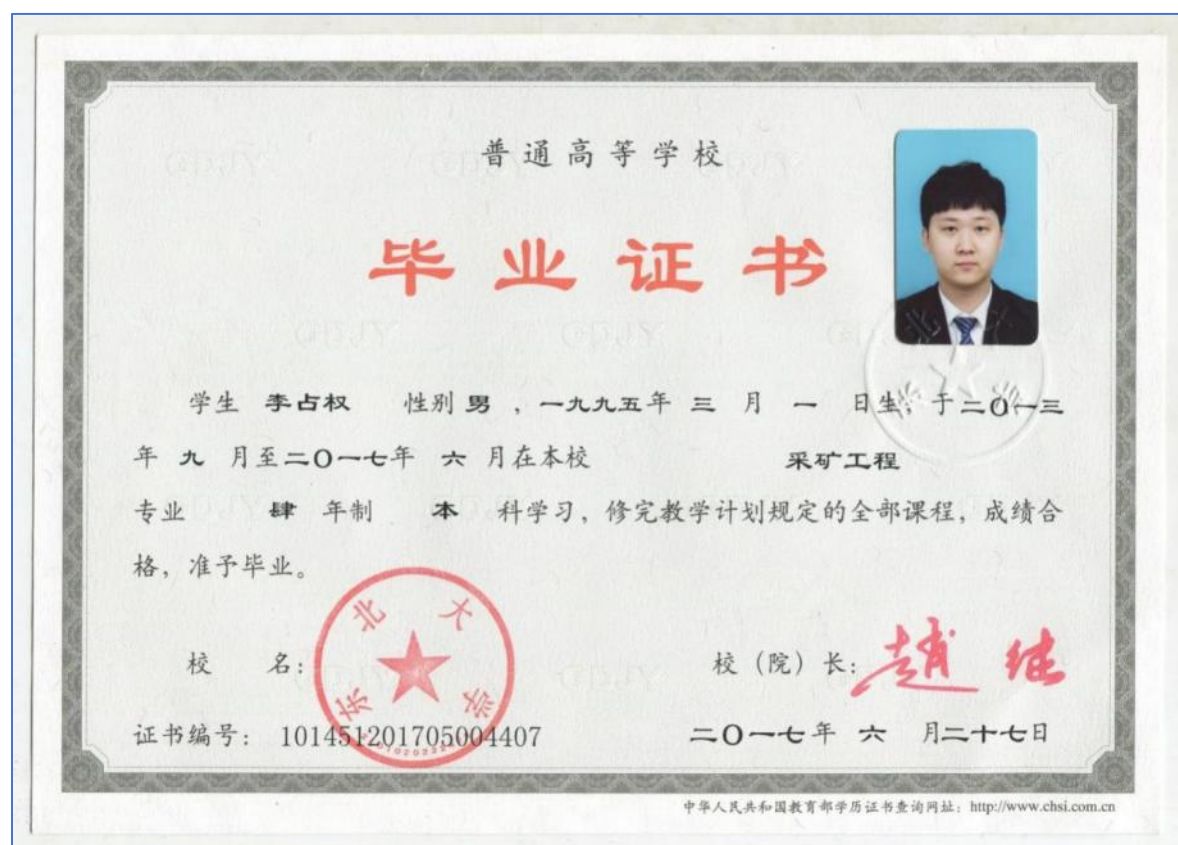 普通高等学校
毕业证书
学生 李占权 性别 男 ，一九九五年 三 月 一 日生，于二〇一三
年 九 月至二〇一七年 六 月在本校 采矿工程
专业 肆 年制 本 科学习，修完教学计划规定的全部课程，成绩合
格，准予毕业。
校 名： 东北大学
校（院）长：赵继
证书编号： 101451201705004407
二〇一七年 六 月二十七日
中华人民共和国教育部学历证书查询网址：http://www.chsi.com.cn